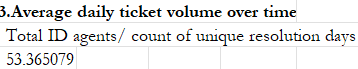 3.Average daily ticket volume over time
Total ID agents/ count of unique resolution days
53.365079